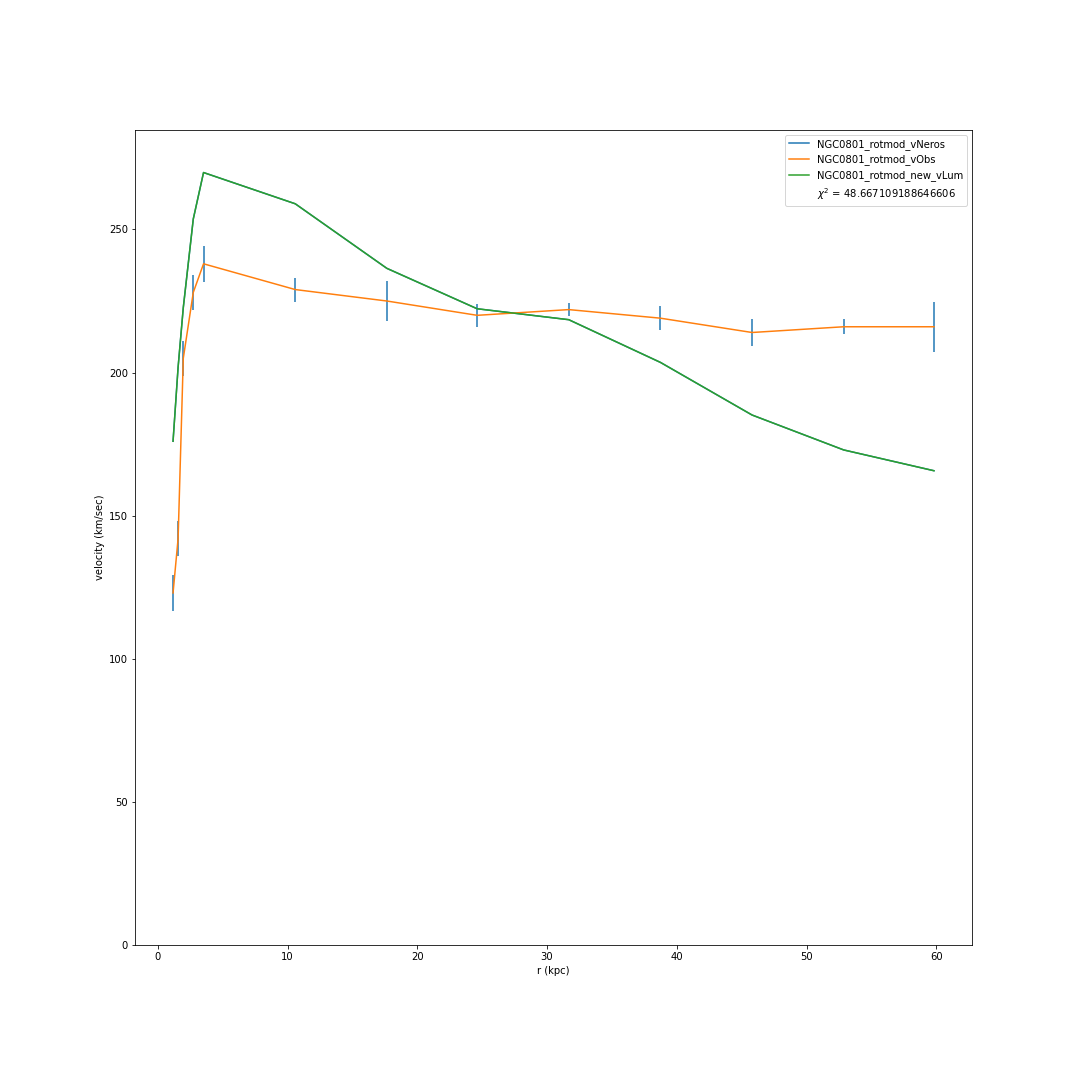 NGC0801_rotmod_vNeros
NGC0801_rotmod_vObs
NGC0801_rotmod_new_vLum
χ² = 48.667109188646606
250
200
150
100
50
0
velocity (km/sec)
0 10 20 30 40 50 60
r (kpc)